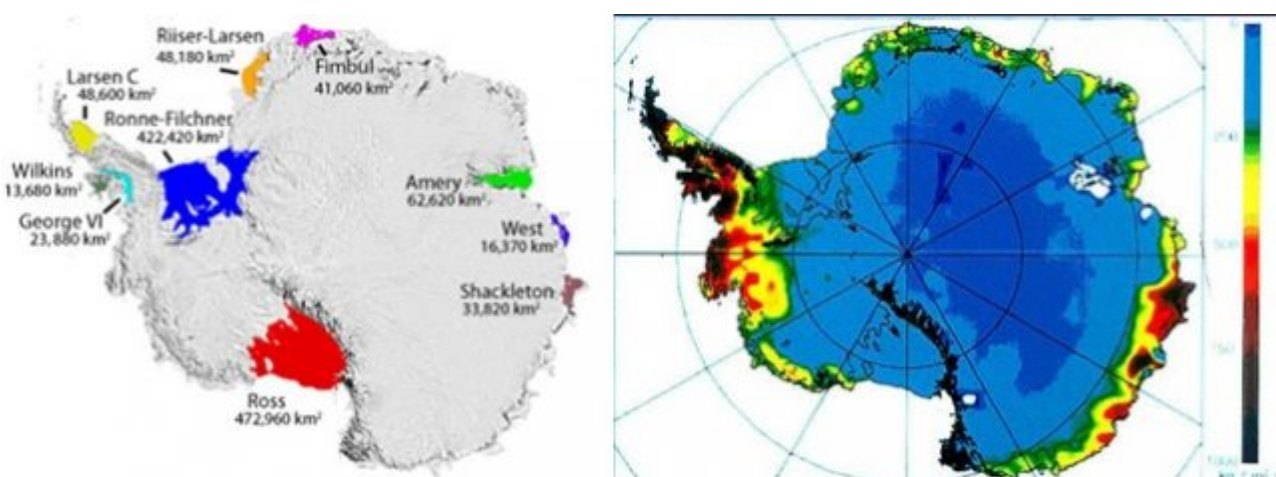 Riiser-Larsen
48,180 km²
Fimbul
41,060 km²
Larsen C
48,600 km²
Ronne-Filchner
422,420 km²
Wilkins
13,680 km²
George VI
23,880 km²
Amery
62,620 km²
West
16,370 km²
Shackleton
33,820 km²
Ross
472,960 km²